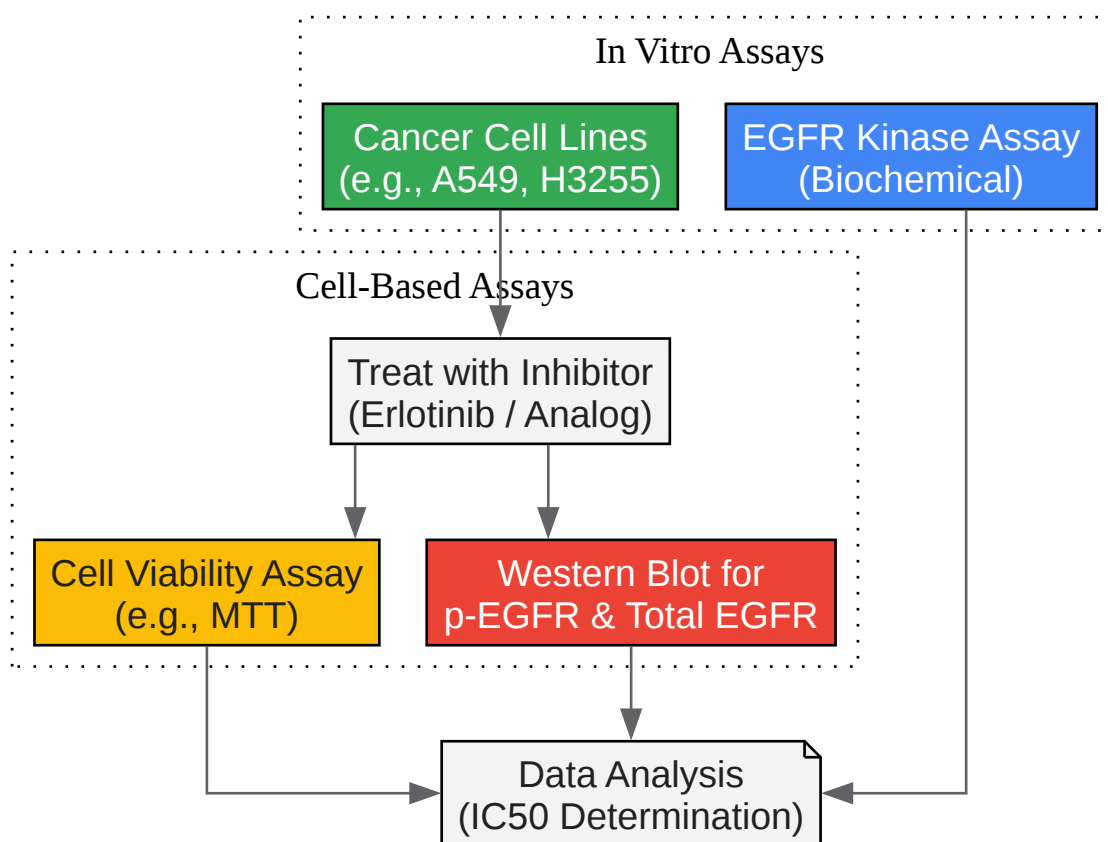 In Vitro Assays
Cancer Cell Lines
(e.g., A549, H3255)
EGFR Kinase Assay
(Biochemical)
Cell-Based Assays
Treat with Inhibitor
(Erlotinib / Analog)
Cell Viability Assay
(e.g., MTT)
Western Blot for
p-EGFR & Total EGFR
Data Analysis
(IC50 Determination)